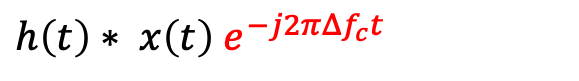 h(t) ∗ x(t) e^{−j2πΔf_c t}